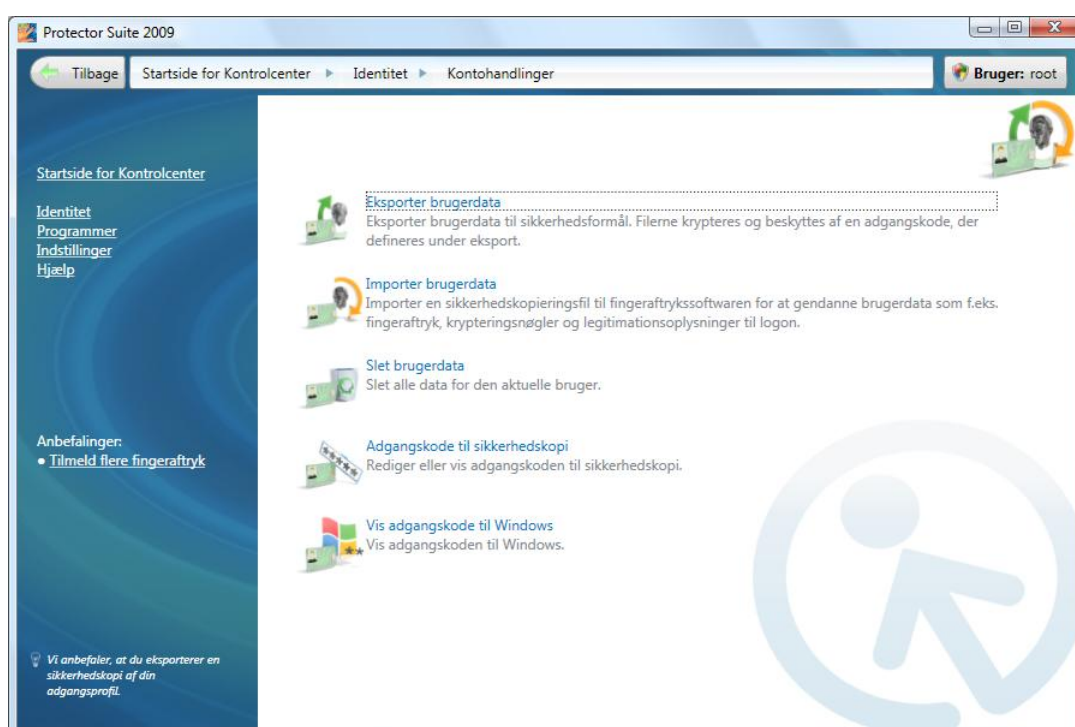 Protector Suite 2009
Tilbage
Startside for Kontrolcenter
Identitet
Kontohandlinger
Bruger: root
Startside for Kontrolcenter
Identitet
Programmer
Indstillinger
Hjælp
Anbefalinger:
• Tilmeld flere fingeraftryk
Vi anbefaler, at du eksporterer en
sikkerhedskopi af din
adgangsprofil.
Eksporter brugerdata
Eksporter brugerdata til sikkerhedsformål. Filerne krypteres og beskyttes af en adgangskode, der
defineres under eksport.
Importer brugerdata
Importer en sikkerhedskopieringsfil til fingeraftrykssoftwaren for at gendanne brugerdata som f.eks.
fingeraftryk, krypteringsnøgler og legitimationsoplysninger til logon.
Slet brugerdata
Slet alle data for den aktuelle bruger.
Adgangskode til sikkerhedskopi
Rediger eller vis adgangskoden til sikkerhedskopi.
Vis adgangskode til Windows
Vis adgangskoden til Windows.